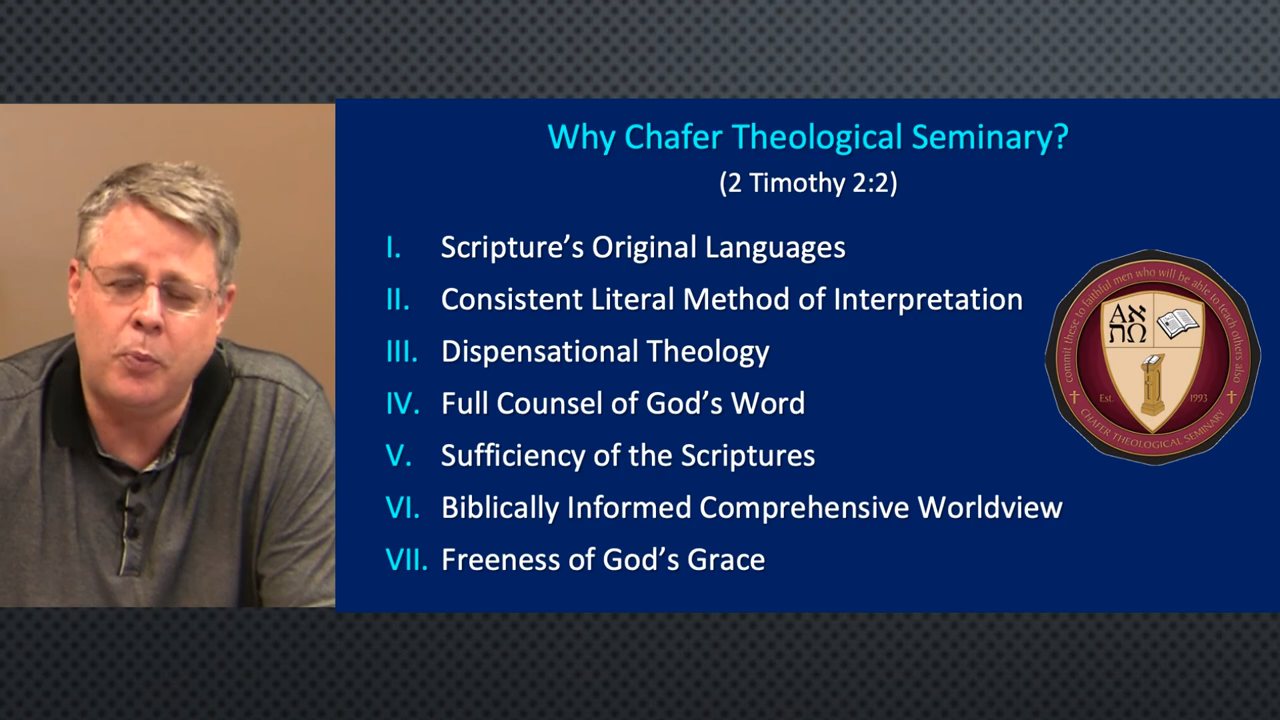 Why Chafer Theological Seminary?
(2 Timothy 2:2)
I. Scripture’s Original Languages
II. Consistent Literal Method of Interpretation
III. Dispensational Theology
IV. Full Counsel of God’s Word
V. Sufficiency of the Scriptures
VI. Biblically Informed Comprehensive Worldview
VII. Freeness of God’s Grace
commit these to faithful men who will be able to teach others also
Αא
ΩΤ
Est. 1993
CHAFER THEOLOGICAL SEMINARY